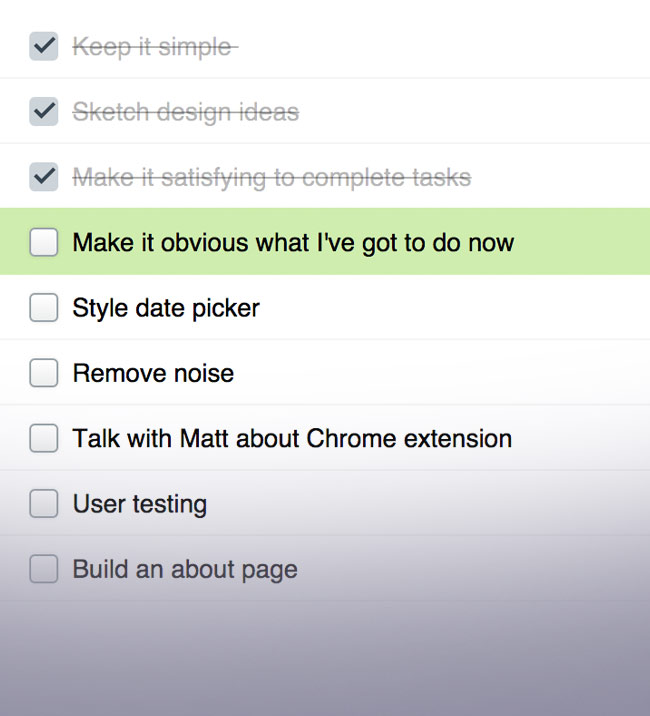 Keep it simple
Sketch design ideas
Make it satisfying to complete tasks
Make it obvious what I've got to do now
Style date picker
Remove noise
Talk with Matt about Chrome extension
User testing
Build an about page